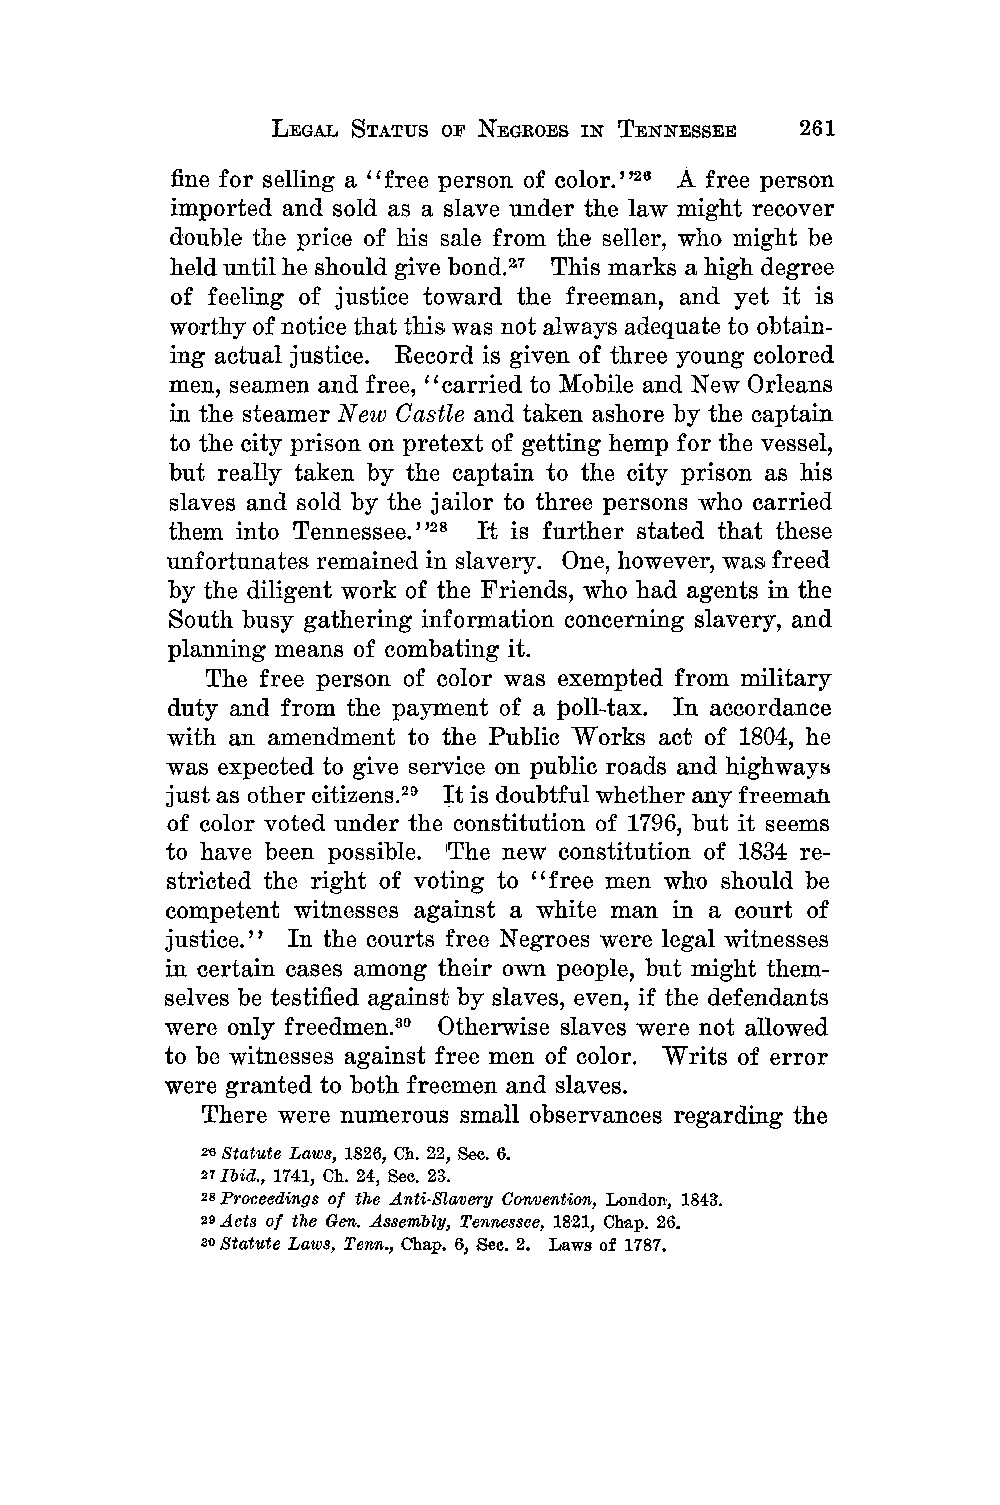 LEGAL STATUS OF NEGROES IN TENNESSEE 261
fine for selling a ‘‘free person of color.’’²⁶ A free person
imported and sold as a slave under the law might recover
double the price of his sale from the seller, who might be
held until he should give bond.²⁷ This marks a high degree
of feeling of justice toward the freeman, and yet it is
worthy of notice that this was not always adequate to obtain-
ing actual justice. Record is given of three young colored
men, seamen and free, ‘‘carried to Mobile and New Orleans
in the steamer New Castle and taken ashore by the captain
to the city prison on pretext of getting hemp for the vessel,
but really taken by the captain to the city prison as his
slaves and sold by the jailor to three persons who carried
them into Tennessee.’’²⁸ It is further stated that these
unfortunates remained in slavery. One, however, was freed
by the diligent work of the Friends, who had agents in the
South busy gathering information concerning slavery, and
planning means of combating it.
The free person of color was exempted from military
duty and from the payment of a poll-tax. In accordance
with an amendment to the Public Works act of 1804, he
was expected to give service on public roads and highways
just as other citizens.²⁹ It is doubtful whether any freeman
of color voted under the constitution of 1796, but it seems
to have been possible. The new constitution of 1834 re-
stricted the right of voting to ‘‘free men who should be
competent witnesses against a white man in a court of
justice.’’ In the courts free Negroes were legal witnesses
in certain cases among their own people, but might them-
selves be testified against by slaves, even, if the defendants
were only freedmen.³⁰ Otherwise slaves were not allowed
to be witnesses against free men of color. Writs of error
were granted to both freemen and slaves.
There were numerous small observances regarding the
²⁶ Statute Laws, 1826, Ch. 22, Sec. 6.
²⁷ Ibid., 1741, Ch. 24, Sec. 23.
²⁸ Proceedings of the Anti-Slavery Convention, London, 1843.
²⁹ Acts of the Gen. Assembly, Tennessee, 1821, Chap. 26.
³⁰ Statute Laws, Tenn., Chap. 6, Sec. 2. Laws of 1787.